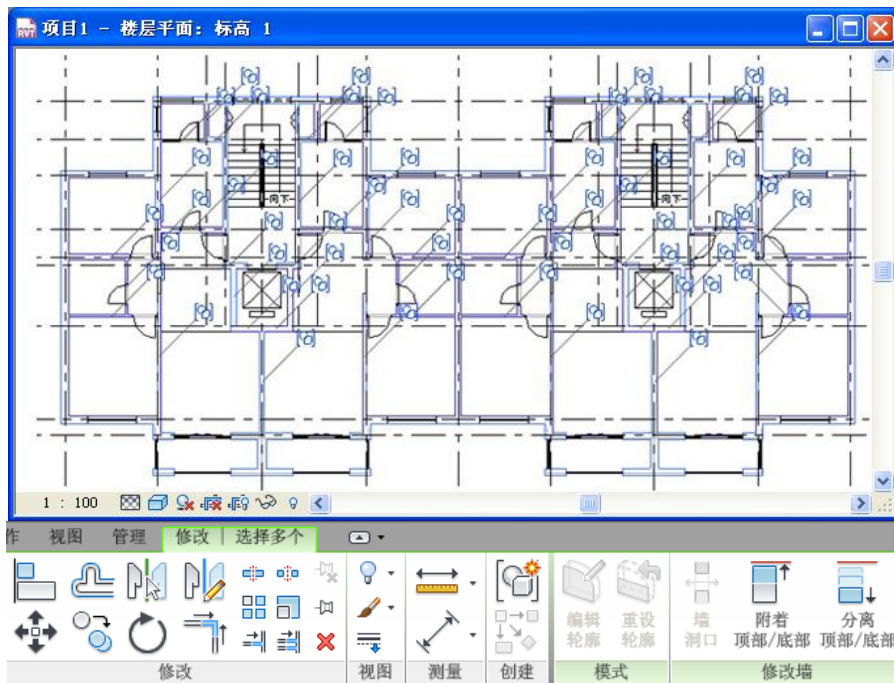 RVT 项目1 - 楼层平面: 标高 1
向下
向下
1 : 100
作 视图 管理 修改 | 选择多个
编辑轮廓
重设轮廓
墙洞口
附着顶部/底部
分离顶部/底部
修改 视图 测量 创建 模式 修改墙